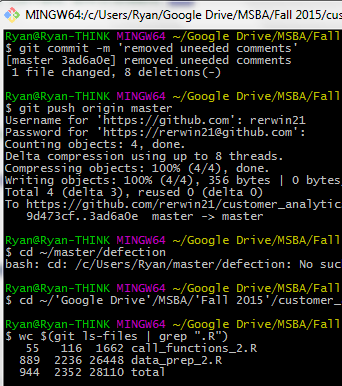 MINGW64:/c/Users/Ryan/Google Drive/MSBA/Fall 2015/cus
Ryan@Ryan-THINK MINGW64 ~/Google Drive/MSBA/Fall
$ git commit -m 'removed uneeded comments'
[master 3ad6a0e] removed uneeded comments
1 file changed, 8 deletions(-)
Ryan@Ryan-THINK MINGW64 ~/Google Drive/MSBA/Fall
$ git push origin master
Username for 'https://github.com': rerwin21
Password for 'https://rerwin21@github.com':
Counting objects: 4, done.
Delta compression using up to 8 threads.
Compressing objects: 100% (4/4), done.
Writing objects: 100% (4/4), 356 bytes | 0 bytes
Total 4 (delta 3), reused 0 (delta 0)
To https://github.com/rerwin21/customer_analytic
9d473cf..3ad6a0e master -> master
Ryan@Ryan-THINK MINGW64 ~/Google Drive/MSBA/Fall
$ cd ~/master/defection
bash: cd: /c/Users/Ryan/master/defection: No suc
Ryan@Ryan-THINK MINGW64 ~/Google Drive/MSBA/Fall
$ cd ~/'Google Drive'/MSBA/'Fall 2015'/customer_
Ryan@Ryan-THINK MINGW64 ~/Google Drive/MSBA/Fall
$ wc $(git ls-files | grep ".R")
55 116 1662 call_functions_2.R
889 2236 26448 data_prep_2.R
944 2352 28110 total